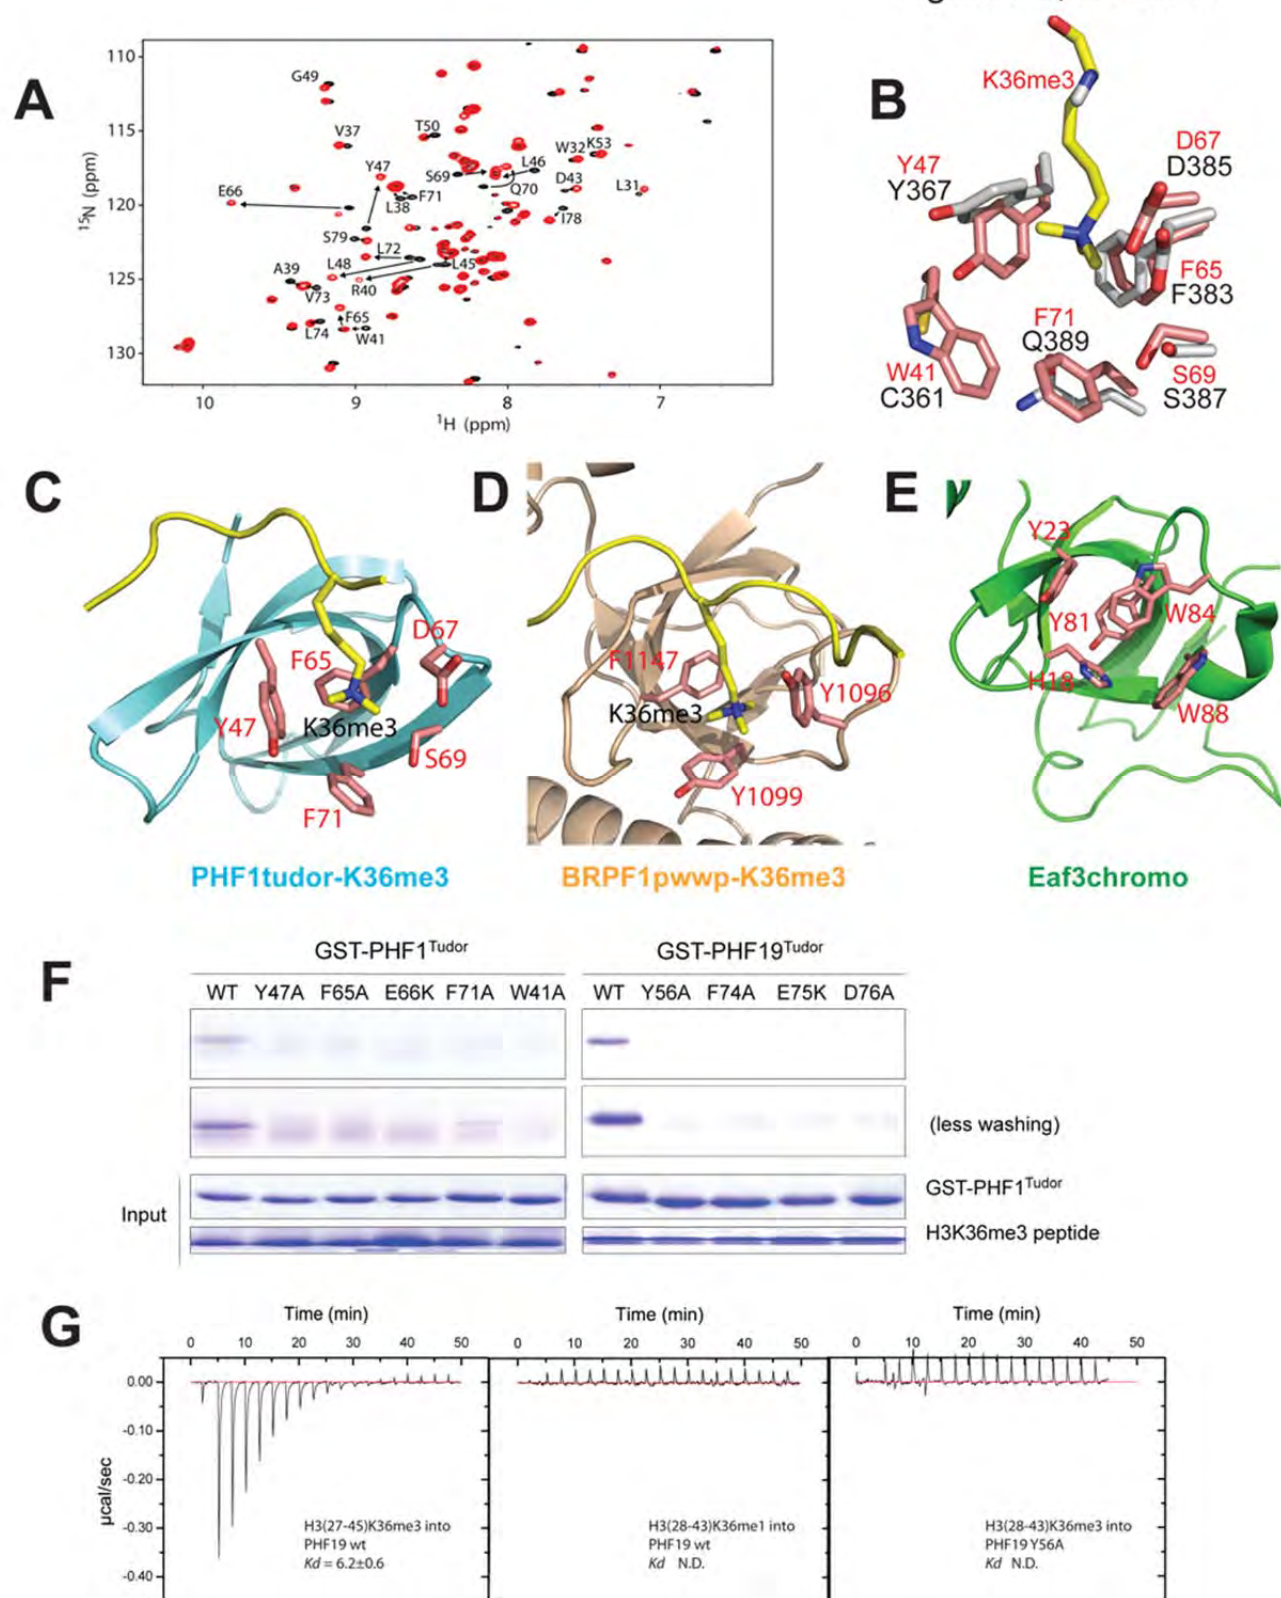 A
110
115
120
125
130
¹⁵N (ppm)
10
9
8
7
¹H (ppm)
G49
V37
T50
Y47
E66
S69
L46
W32
K53
D43
L31
Q70
F71
L38
I78
S79
L72
L48
L45
A39
R40
V73
F65
L74
W41
B
K36me3
D67
D385
Y47
Y367
F65
F383
F71
Q389
W41
C361
S69
S387
C
D67
F65
Y47
K36me3
S69
F71
PHF1tudor-K36me3
D
F1147
K36me3
Y1096
Y1099
BRPF1pwwp-K36me3
E
Y23
Y81
W84
H18
W88
Eaf3chromo
F
GST-PHF1ᵀᵘᵈᵒʳ
GST-PHF19ᵀᵘᵈᵒʳ
WT Y47A F65A E66K F71A W41A
WT Y56A F74A E75K D76A
(less washing)
Input
GST-PHF1ᵀᵘᵈᵒʳ
H3K36me3 peptide
G
Time (min)
Time (min)
Time (min)
0 10 20 30 40 50
0 10 20 30 40 50
0 10 20 30 40 50
0.00
-0.10
-0.20
-0.30
-0.40
µcal/sec
H3(27-45)K36me3 into
PHF19 wt
Kd = 6.2±0.6
H3(28-43)K36me1 into
PHF19 wt
Kd N.D.
H3(28-43)K36me3 into
PHF19 Y56A
Kd N.D.